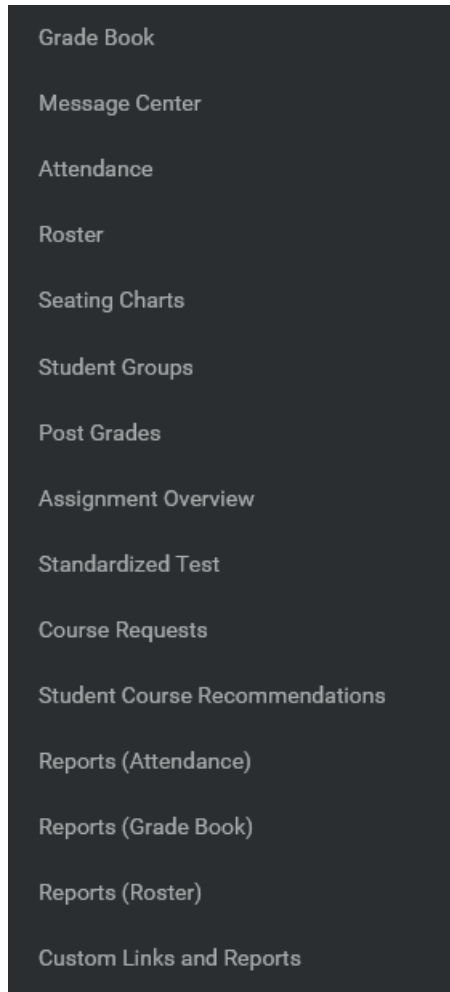 Grade Book
Message Center
Attendance
Roster
Seating Charts
Student Groups
Post Grades
Assignment Overview
Standardized Test
Course Requests
Student Course Recommendations
Reports (Attendance)
Reports (Grade Book)
Reports (Roster)
Custom Links and Reports